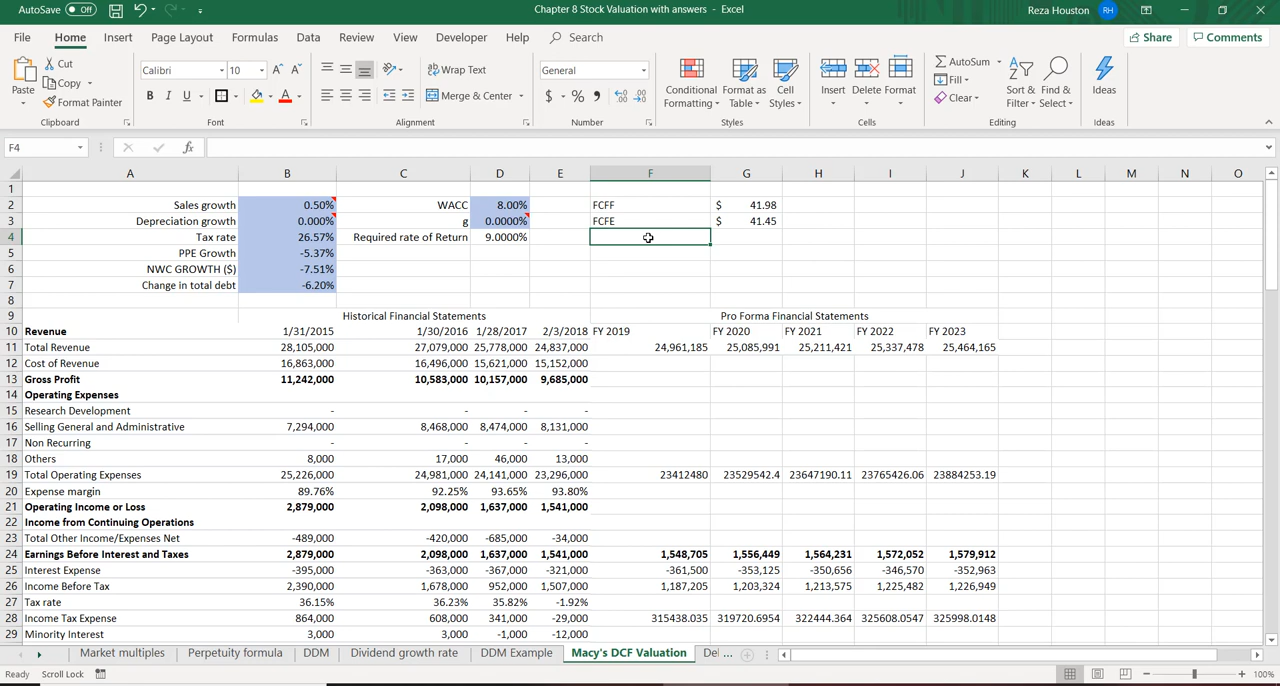 AutoSave Off Chapter 8 Stock Valuation with answers - Excel Reza Houston RH
File Home Insert Page Layout Formulas Data Review View Developer Help Search Share Comments
Paste Cut Copy Format Painter Calibri 10 B I U Wrap Text Merge & Center General $ % 9 Conditional Formatting Format as Table Cell Styles Insert Delete Format AutoSum Fill Clear Sort & Filter Find & Select Ideas
Clipboard Font Alignment Number Styles Cells Editing Ideas
F4 fx
A B C D E F G H I J K L M N O
1
2 Sales growth 0.50% WACC 8.00% FCFF $ 41.98
3 Depreciation growth 0.000% g 0.0000% FCFE $ 41.45
4 Tax rate 26.57% Required rate of Return 9.0000%
5 PPE Growth -5.37%
6 NWC GROWTH ($) -7.51%
7 Change in total debt -6.20%
8
9 Historical Financial Statements Pro Forma Financial Statements
10 Revenue 1/31/2015 1/30/2016 1/28/2017 2/3/2018 FY 2019 FY 2020 FY 2021 FY 2022 FY 2023
11 Total Revenue 28,105,000 27,079,000 25,778,000 24,837,000 24,961,185 25,085,991 25,211,421 25,337,478 25,464,165
12 Cost of Revenue 16,863,000 16,496,000 15,621,000 15,152,000
13 Gross Profit 11,242,000 10,583,000 10,157,000 9,685,000
14 Operating Expenses
15 Research Development - - - -
16 Selling General and Administrative 7,294,000 8,468,000 8,474,000 8,131,000
17 Non Recurring - - - -
18 Others 8,000 17,000 46,000 13,000
19 Total Operating Expenses 25,226,000 24,981,000 24,141,000 23,296,000 23412480 23529542.4 23647190.11 23765426.06 23884253.19
20 Expense margin 89.76% 92.25% 93.65% 93.80%
21 Operating Income or Loss 2,879,000 2,098,000 1,637,000 1,541,000
22 Income from Continuing Operations
23 Total Other Income/Expenses Net -489,000 -420,000 -685,000 -34,000
24 Earnings Before Interest and Taxes 2,879,000 2,098,000 1,637,000 1,541,000 1,548,705 1,556,449 1,564,231 1,572,052 1,579,912
25 Interest Expense -395,000 -363,000 -367,000 -321,000 -361,500 -353,125 -350,656 -346,570 -352,963
26 Income Before Tax 2,390,000 1,678,000 952,000 1,507,000 1,187,205 1,203,324 1,213,575 1,225,482 1,226,949
27 Tax rate 36.15% 36.23% 35.82% -1.92%
28 Income Tax Expense 864,000 608,000 341,000 -29,000 315438.035 319720.6954 322444.364 325608.0547 325998.0148
29 Minority Interest 3,000 3,000 -1,000 -12,000
Market multiples Perpetuity formula DDM Dividend growth rate DDM Example Macy's DCF Valuation Del ...
Ready Scroll Lock 100%